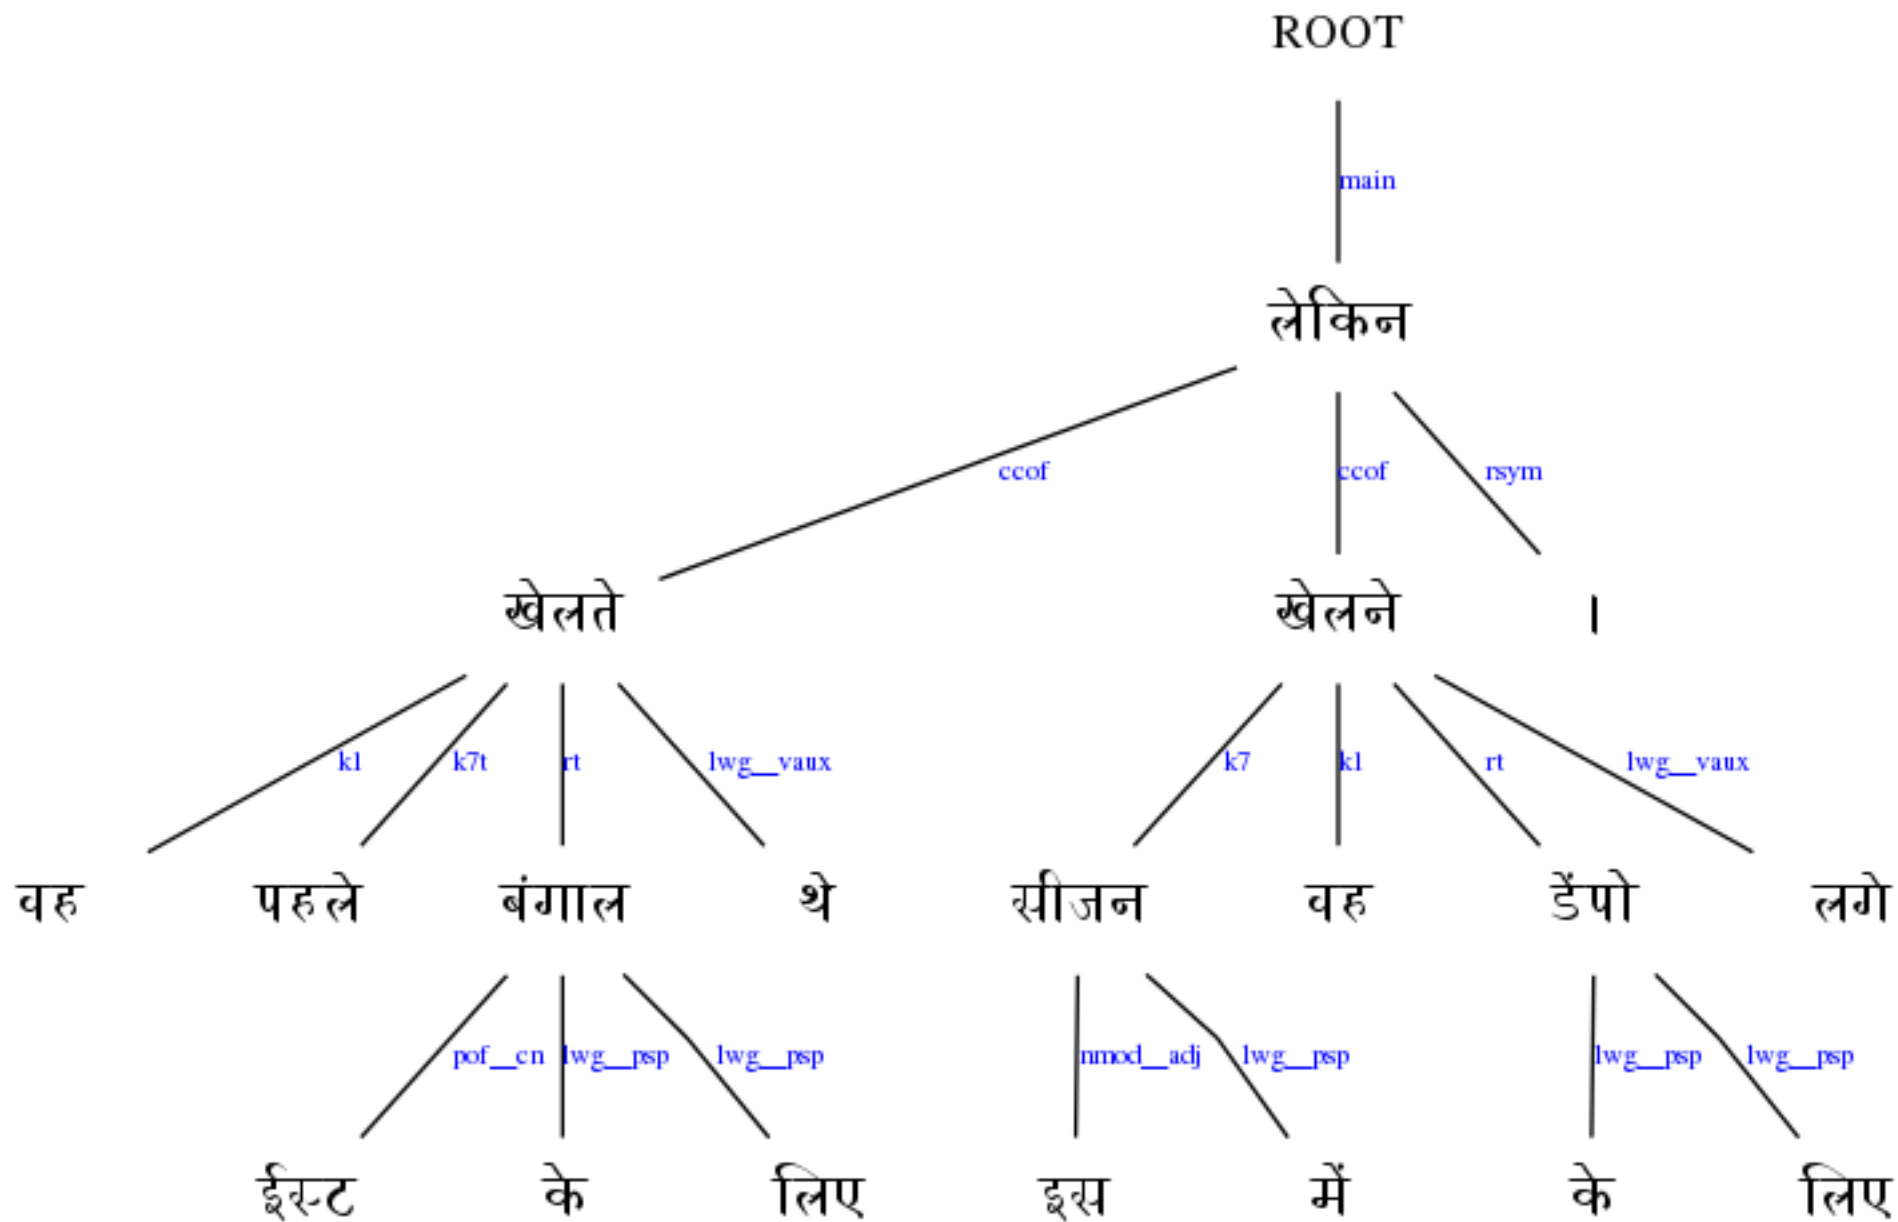 ROOT
main
लेकिन
ccof ccof rsym
खेलते खेलने ।
k1 k7t rt lwg__vaux k7 k1 rt lwg__vaux
वह पहले बंगाल थे सीजन वह डेंपो लगे
pof__cn lwg__psp lwg__psp nmod__adj lwg__psp lwg__psp lwg__psp
ईस्ट के लिए इस में के लिए